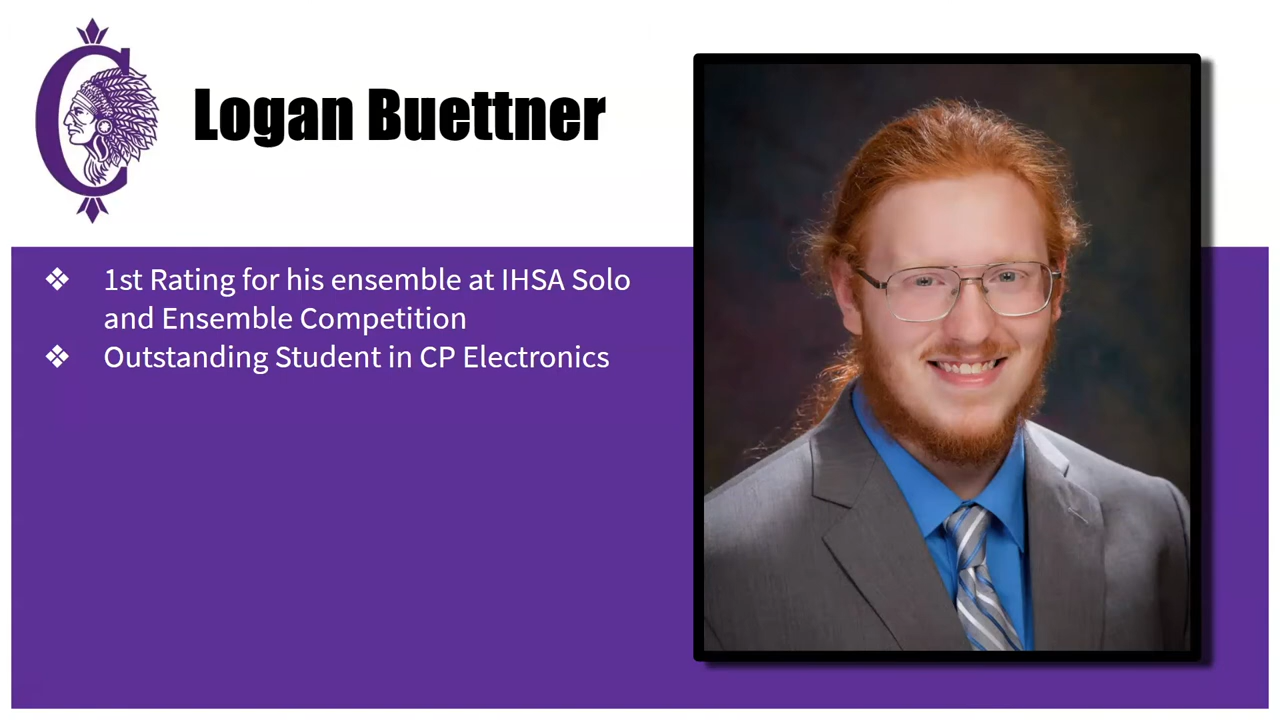 Logan Buettner
❖ 1st Rating for his ensemble at IHSA Solo
and Ensemble Competition
❖ Outstanding Student in CP Electronics